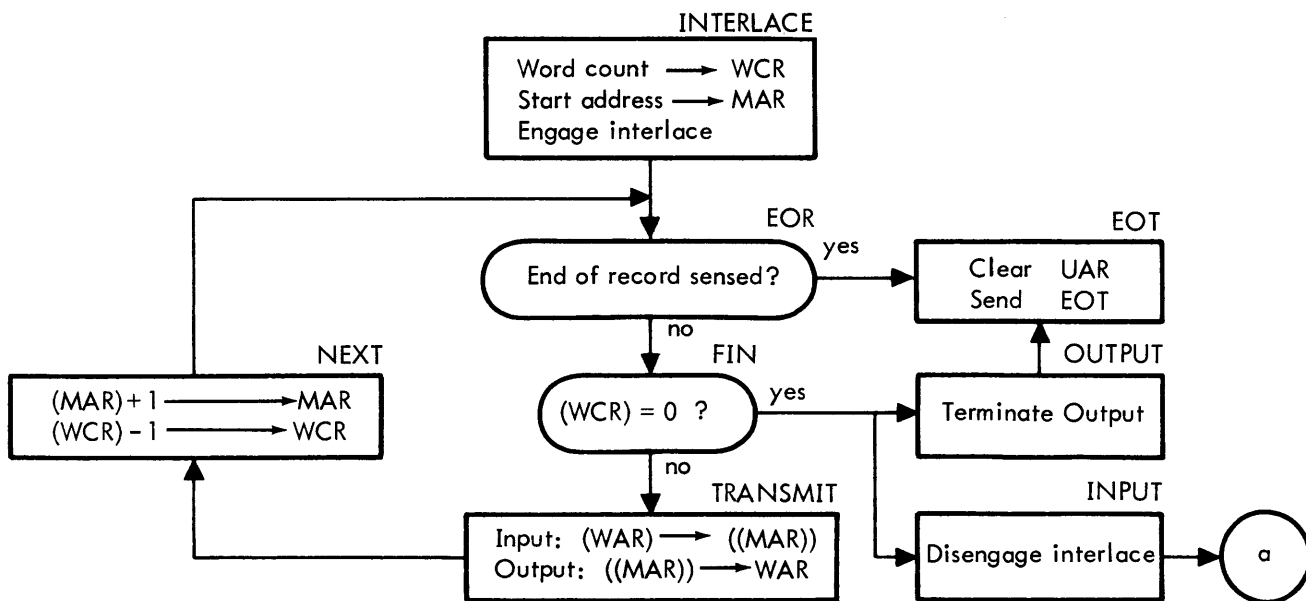 INTERLACE
Word count → WCR
Start address → MAR
Engage interlace
EOR
End of record sensed?
yes
no
EOT
Clear UAR
Send EOT
FIN
(WCR) = 0 ?
yes
no
OUTPUT
Terminate Output
NEXT
(MAR) + 1 → MAR
(WCR) - 1 → WCR
TRANSMIT
Input: (WAR) → ((MAR))
Output: ((MAR)) → WAR
INPUT
Disengage interlace
a